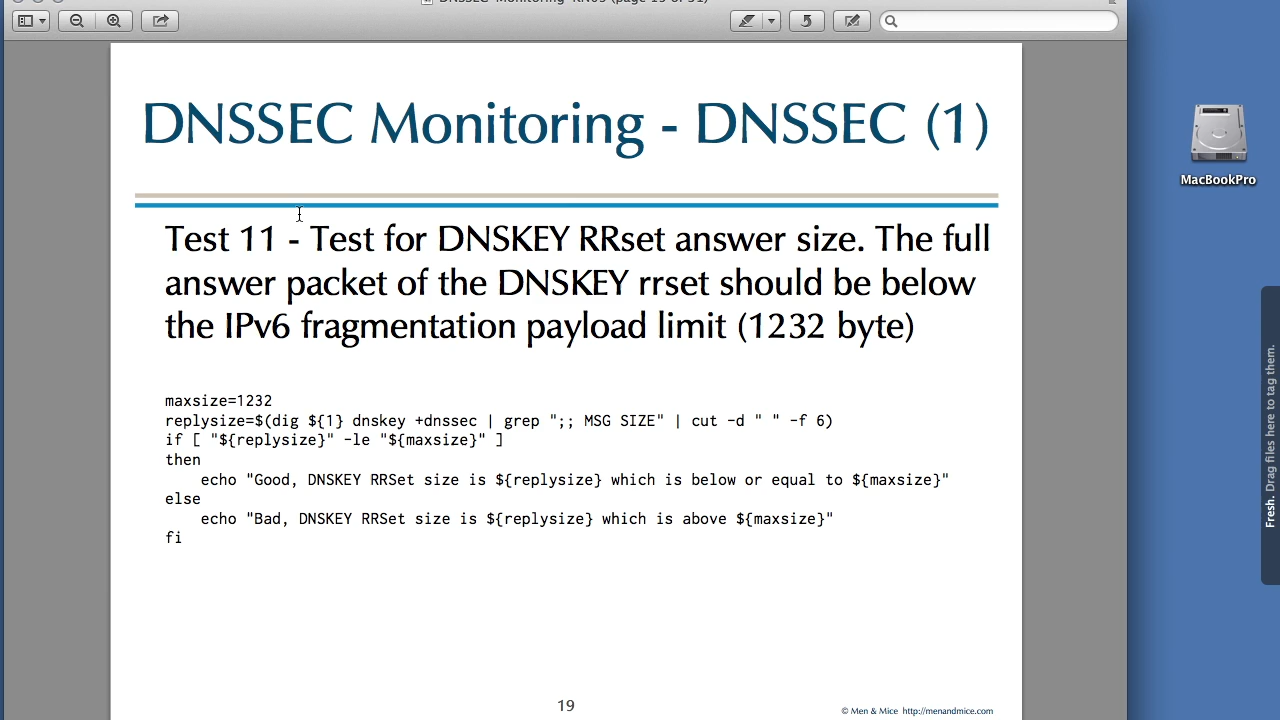 DNSSEC Monitoring - DNSSEC (1)
Test 11 - Test for DNSKEY RRset answer size. The full
answer packet of the DNSKEY rrset should be below
the IPv6 fragmentation payload limit (1232 byte)
maxsize=1232
replysize=$(dig ${1} dnskey +dnssec | grep ";; MSG SIZE" | cut -d " " -f 6)
if [ "${replysize}" -le "${maxsize}" ]
then
    echo "Good, DNSKEY RRSet size is ${replysize} which is below or equal to ${maxsize}"
else
    echo "Bad, DNSKEY RRSet size is ${replysize} which is above ${maxsize}"
fi
19
© Men & Mice http://menandmice.com
MacBookPro
Fresh. Drag files here to tag them.